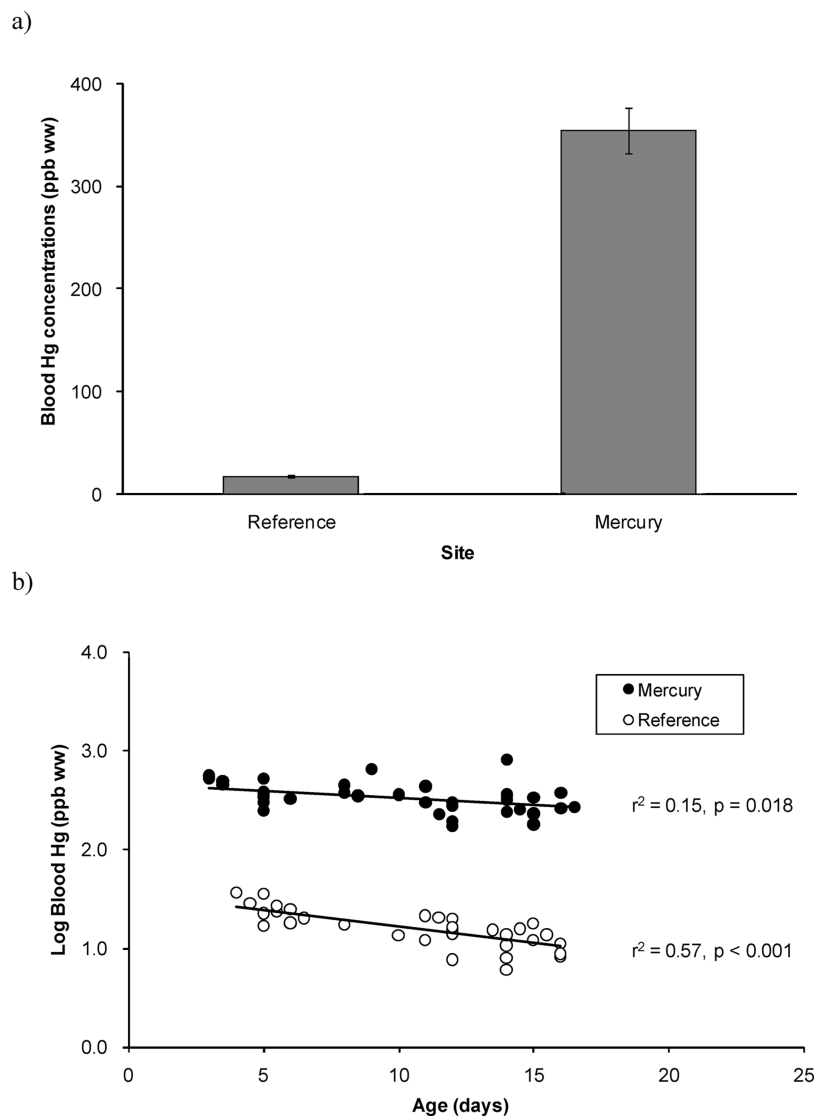 a)
400
300
200
100
0
Blood Hg concentrations (ppb ww)
Reference
Mercury
Site
b)
4.0
3.0
2.0
1.0
0.0
Log Blood Hg (ppb ww)
Mercury
Reference
r² = 0.15, p = 0.018
r² = 0.57, p < 0.001
0
5
10
15
20
25
Age (days)